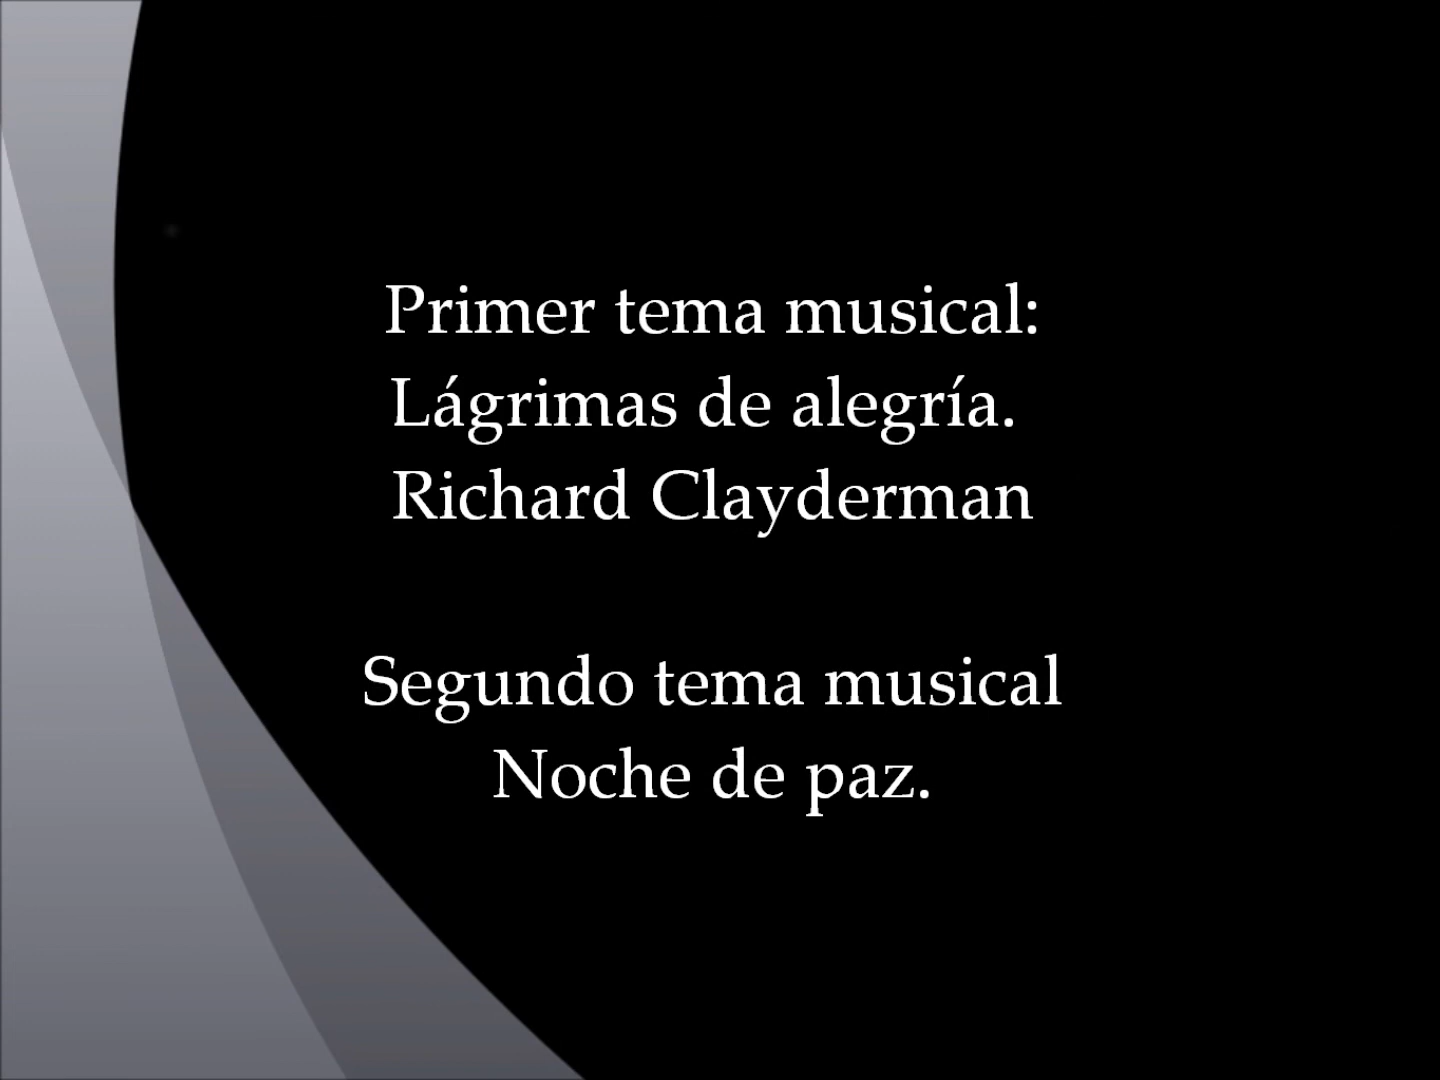 Primer tema musical:
Lágrimas de alegría.
Richard Clayderman
Segundo tema musical
Noche de paz.